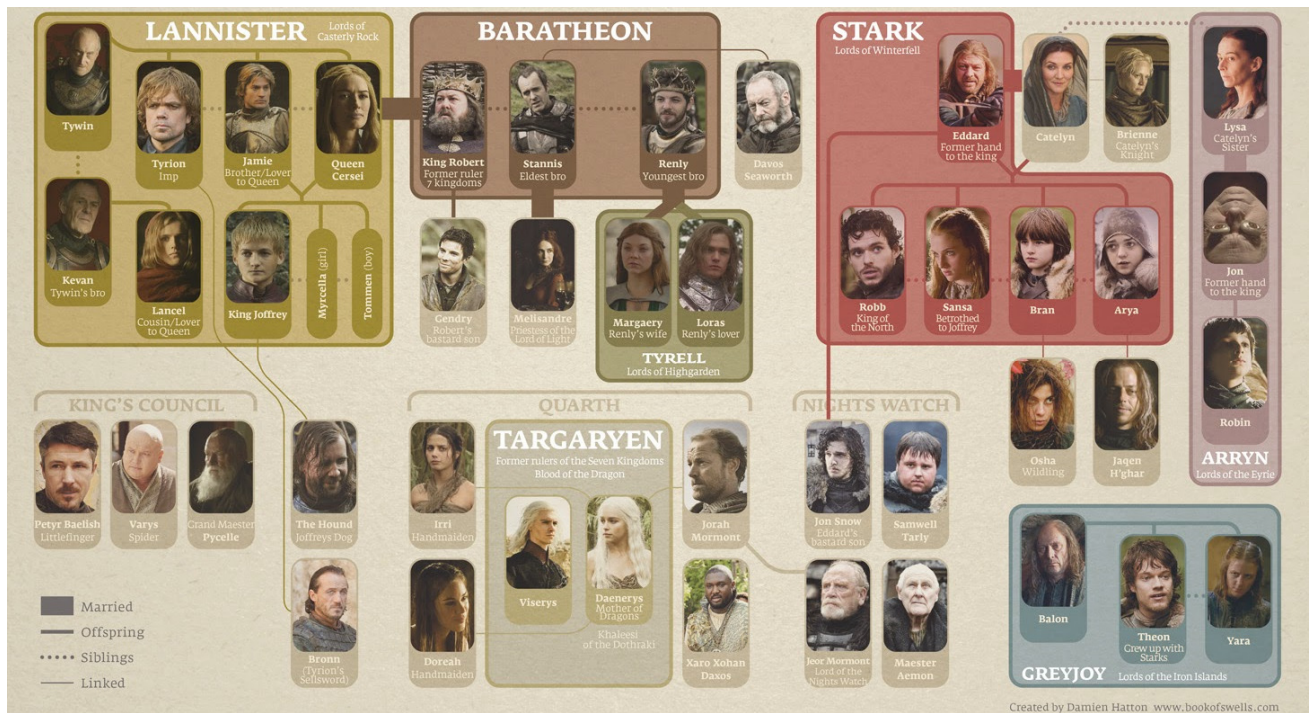 LANNISTER
Lords of
Casterly Rock
Tywin
Tyrion
Imp
Jamie
Brother/Lover
to Queen
Queen
Cersei
Kevan
Tywin's bro
Lancel
Cousin/Lover
to Queen
King Joffrey
Myrcella (girl)
Tommen (boy)
BARATHEON
King Robert
Former ruler
7 kingdoms
Stannis
Eldest bro
Renly
Youngest bro
Davos
Seaworth
Gendry
Robert's
bastard son
Melisandre
Priestess of the
Lord of Light
Margaery
Renly's wife
Loras
Renly's lover
TYRELL
Lords of Highgarden
STARK
Lords of Winterfell
Eddard
Former hand
to the king
Catelyn
Brienne
Catelyn's
Knight
Robb
King of
the North
Sansa
Betrothed
to Joffrey
Bran
Arya
Osha
Wildling
Jaqen
H'ghar
Lysa
Catelyn's
Sister
Jon
Former hand
to the king
Robin
ARRYN
Lords of the Eyrie
KING'S COUNCIL
Petyr Baelish
Littlefinger
Varys
Spider
Grand Maester
Pycelle
The Hound
Joffreys Dog
Bronn
(Tyrion's
Sellsword)
QUARTH
Irri
Handmaiden
Doreah
Handmaiden
TARGARYEN
Former rulers of the Seven Kingdoms
Blood of the Dragon
Viserys
Daenerys
Mother of
Dragons
Khaleesi
of the Dothraki
Jorah
Mormont
Xaro Xohan
Daxos
NIGHTS WATCH
Jon Snow
Eddard's
bastard son
Samwell
Tarly
Jeor Mormont
Lord of the
Nights Watch
Maester
Aemon
Balon
Theon
Crew up with
Starks
Yara
GREYJOY
Lords of the Iron Islands
Married
Offspring
Siblings
Linked
Created by Damien Hatton www.bookofswells.com